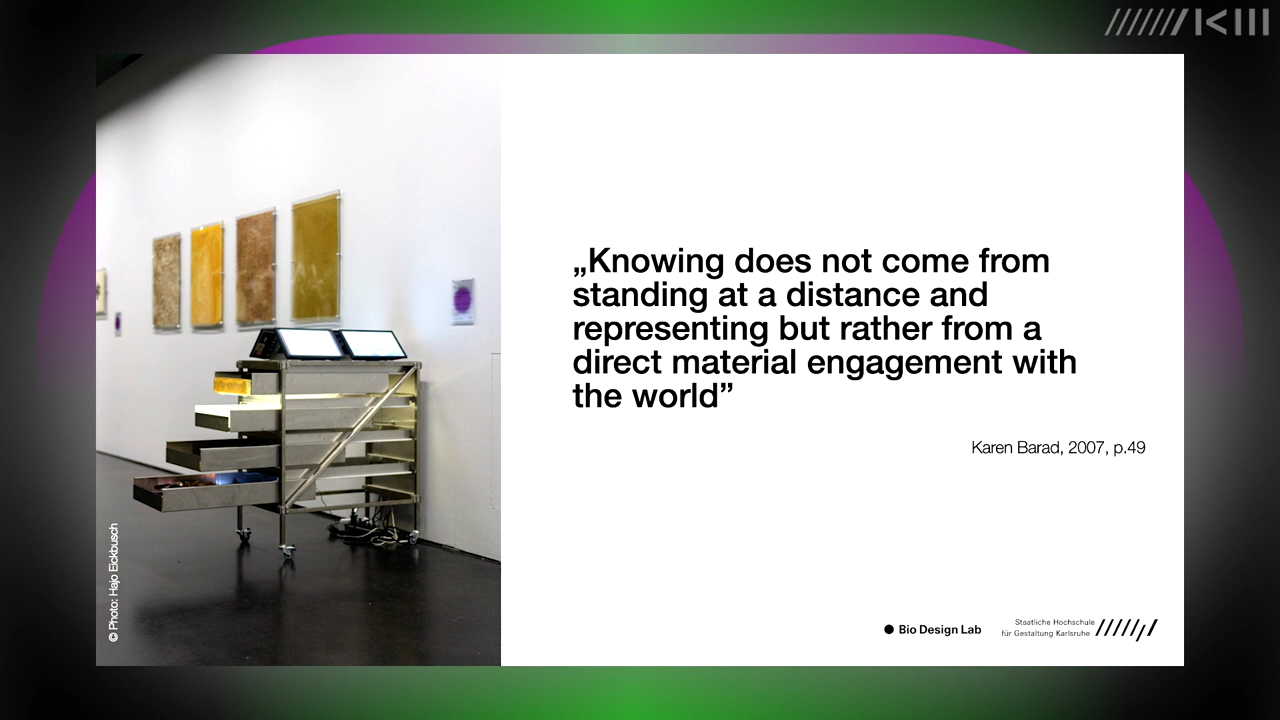 „Knowing does not come from
standing at a distance and
representing but rather from a
direct material engagement with
the world”
Karen Barad, 2007, p.49
© Photo: Hajo Eickbusch
Bio Design Lab
Staatliche Hochschule
für Gestaltung Karlsruhe